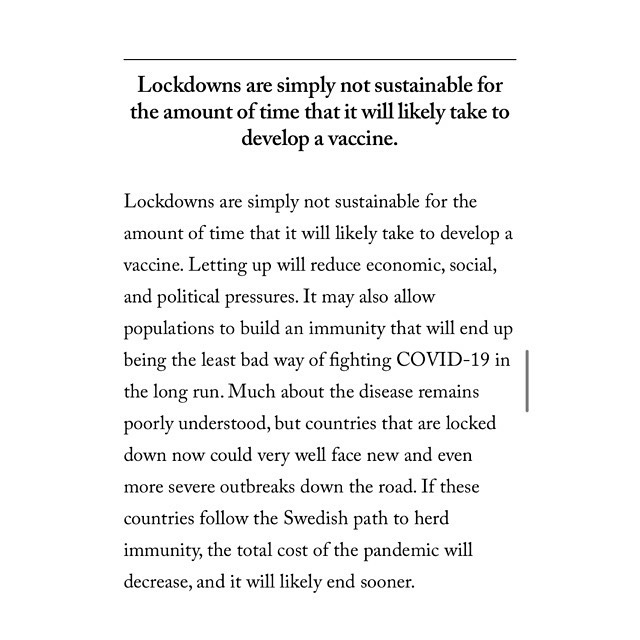 Lockdowns are simply not sustainable for
the amount of time that it will likely take to
develop a vaccine.
Lockdowns are simply not sustainable for the
amount of time that it will likely take to develop a
vaccine. Letting up will reduce economic, social,
and political pressures. It may also allow
populations to build an immunity that will end up
being the least bad way of fighting COVID-19 in
the long run. Much about the disease remains
poorly understood, but countries that are locked
down now could very well face new and even
more severe outbreaks down the road. If these
countries follow the Swedish path to herd
immunity, the total cost of the pandemic will
decrease, and it will likely end sooner.